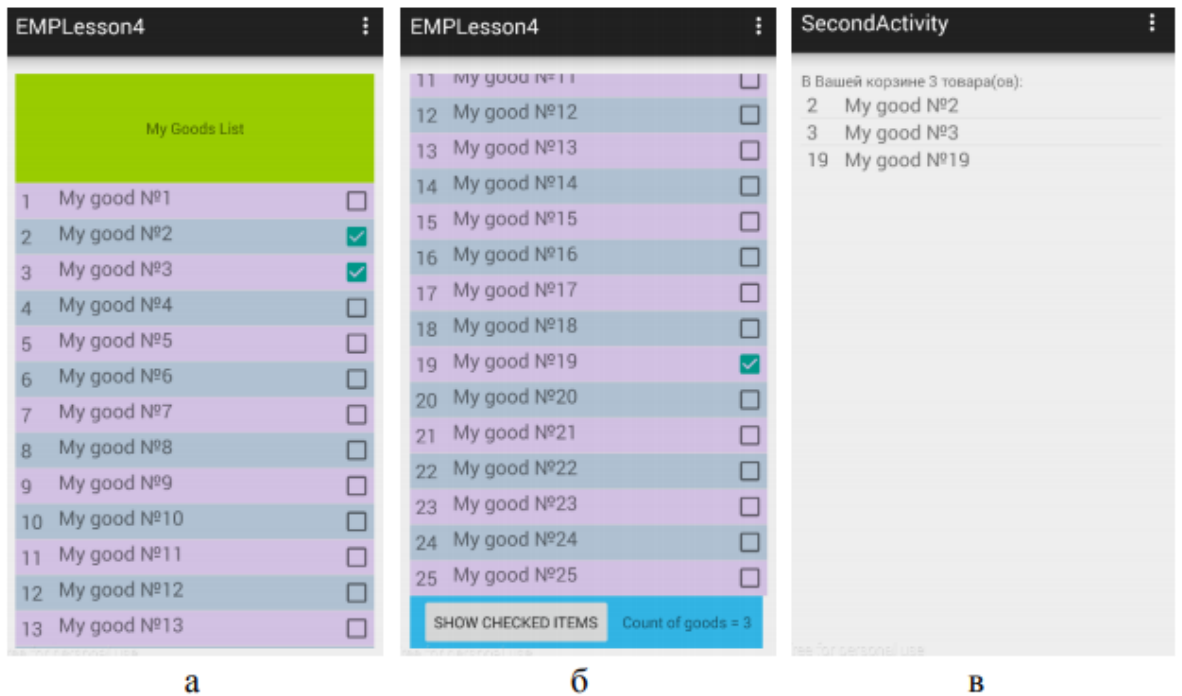 EMPLesson4
My Goods List
1 My good №1
2 My good №2
3 My good №3
4 My good №4
5 My good №5
6 My good №6
7 My good №7
8 My good №8
9 My good №9
10 My good №10
11 My good №11
12 My good №12
13 My good №13
а
EMPLesson4
11 My good №11
12 My good №12
13 My good №13
14 My good №14
15 My good №15
16 My good №16
17 My good №17
18 My good №18
19 My good №19
20 My good №20
21 My good №21
22 My good №22
23 My good №23
24 My good №24
25 My good №25
SHOW CHECKED ITEMS Count of goods = 3
б
SecondActivity
В Вашей корзине 3 товара(ов):
2 My good №2
3 My good №3
19 My good №19
for personal use
в